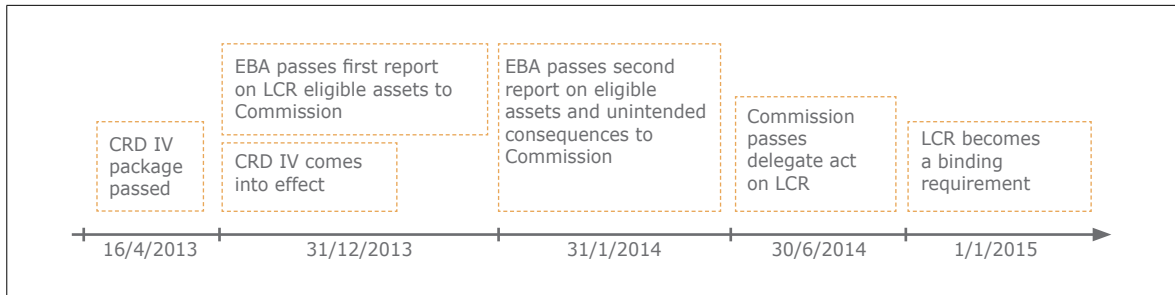 CRD IV
package
passed
EBA passes first report
on LCR eligible assets to
Commission
CRD IV comes
into effect
EBA passes second
report on eligible
assets and unintended
consequences to
Commission
Commission
passes
delegate act
on LCR
LCR becomes
a binding
requirement
16/4/2013
31/12/2013
31/1/2014
30/6/2014
1/1/2015